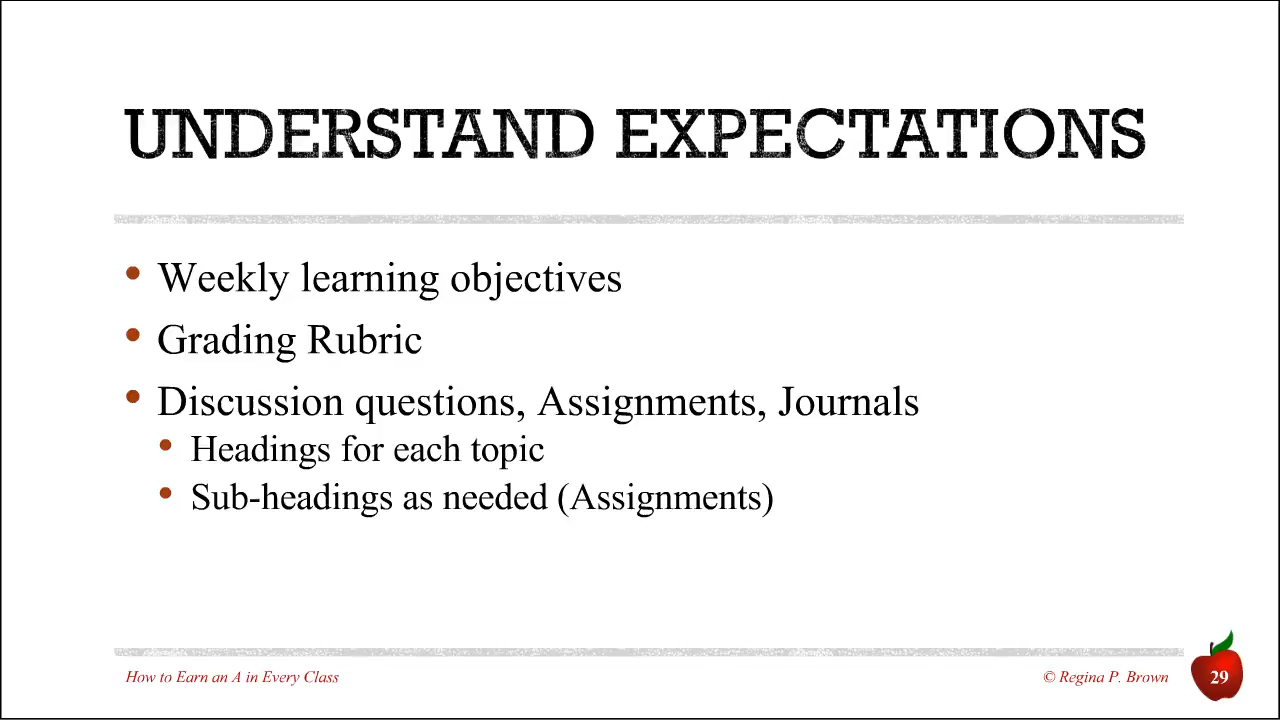 UNDERSTAND EXPECTATIONS
• Weekly learning objectives
• Grading Rubric
• Discussion questions, Assignments, Journals
• Headings for each topic
• Sub-headings as needed (Assignments)
How to Earn an A in Every Class
© Regina P. Brown
29